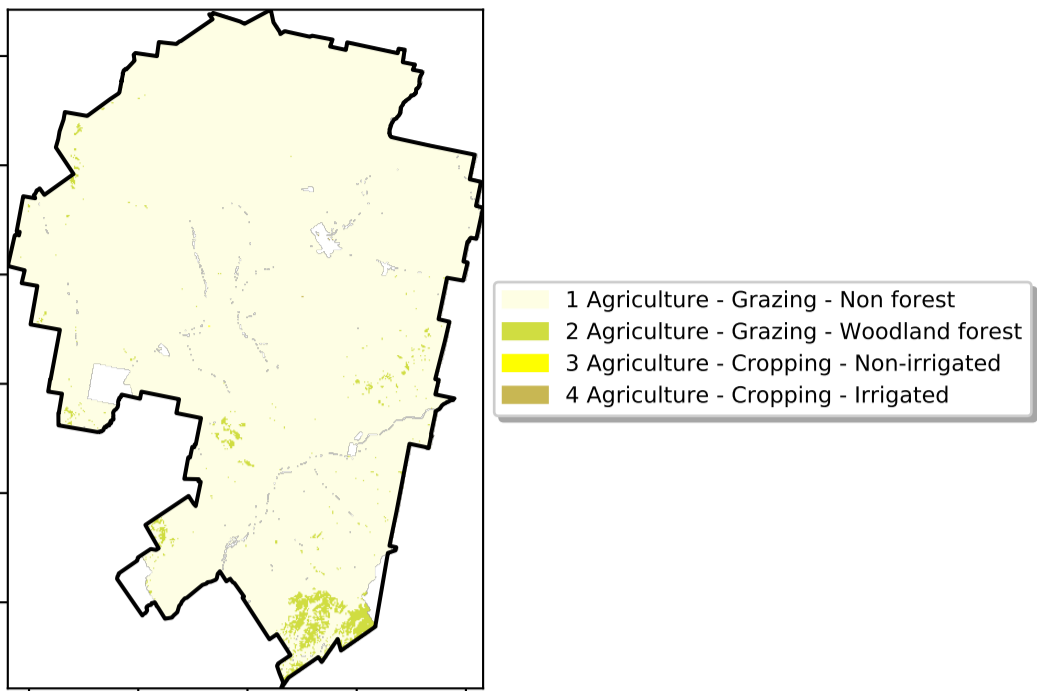 1 Agriculture - Grazing - Non forest
2 Agriculture - Grazing - Woodland forest
3 Agriculture - Cropping - Non-irrigated
4 Agriculture - Cropping - Irrigated